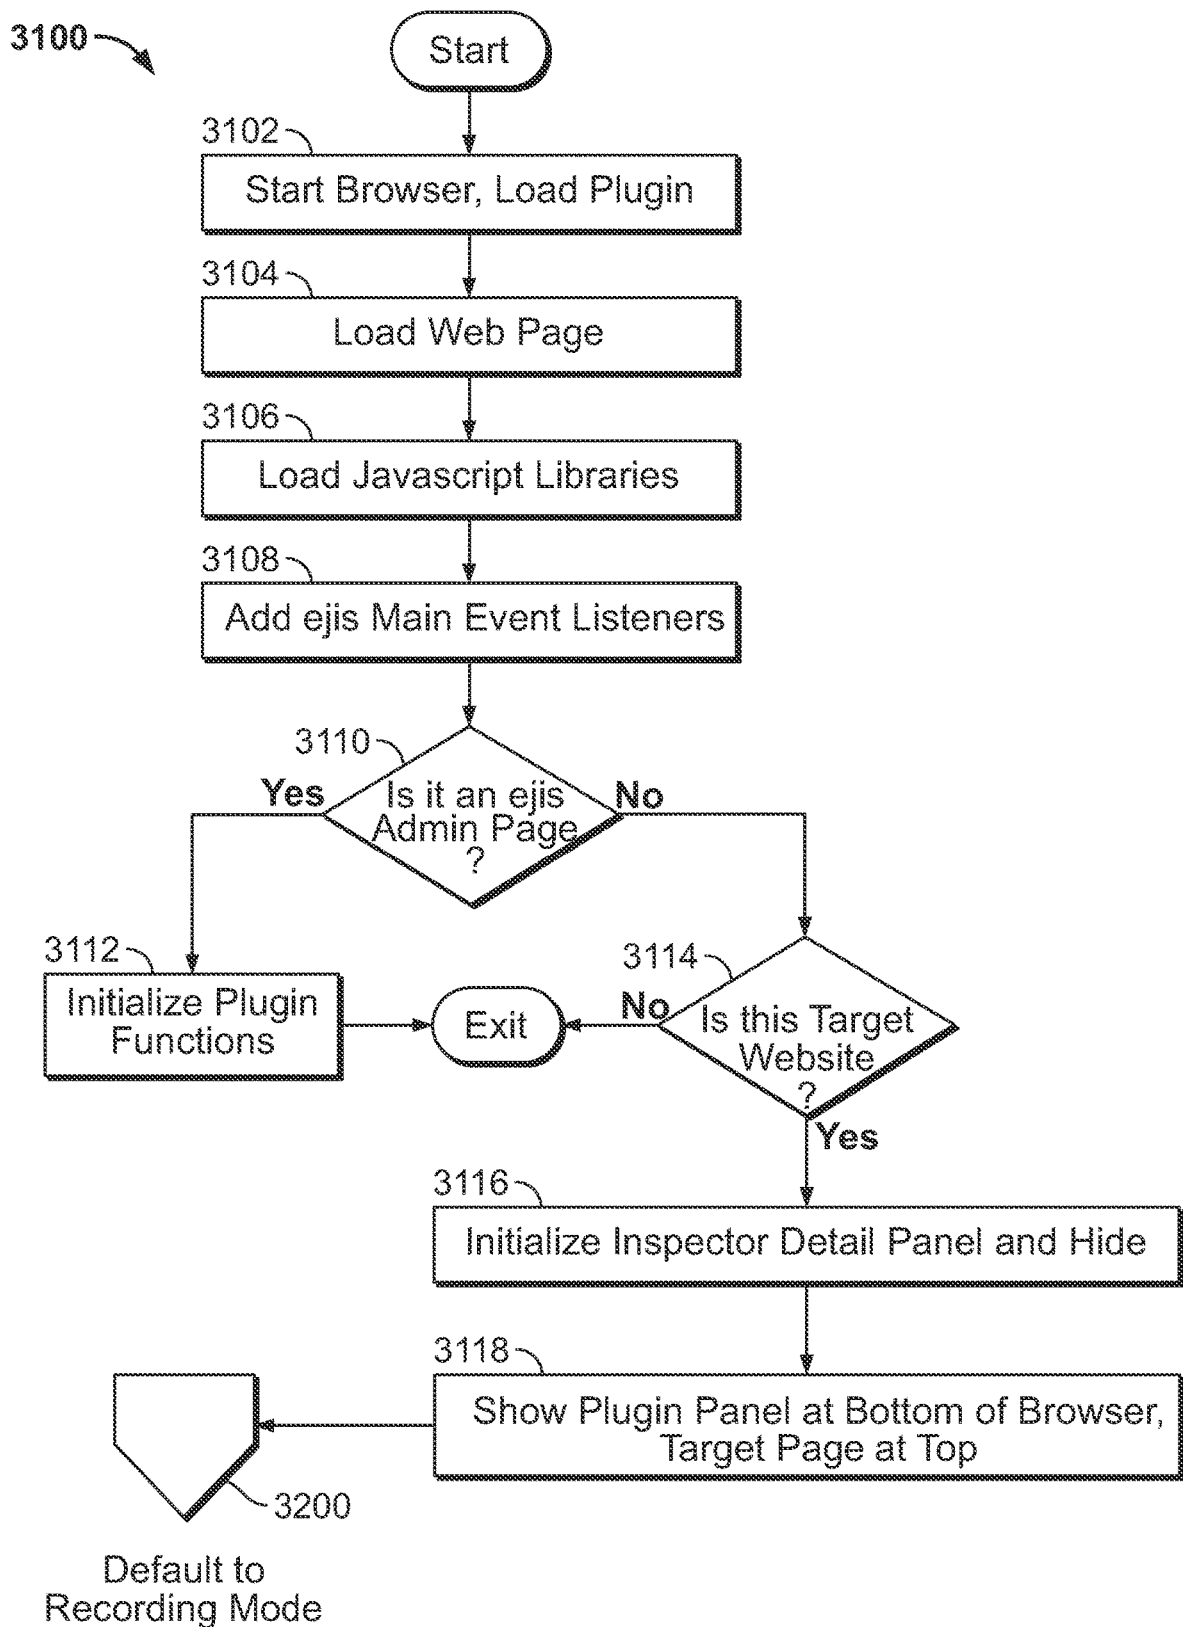 3100
Start
3102
Start Browser, Load Plugin
3104
Load Web Page
3106
Load Javascript Libraries
3108
Add ejis Main Event Listeners
3110
Yes
Is it an ejis
Admin Page
?
No
3112
Initialize Plugin
Functions
Exit
3114
No
Is this Target
Website
?
Yes
3116
Initialize Inspector Detail Panel and Hide
3118
Show Plugin Panel at Bottom of Browser,
Target Page at Top
3200
Default to
Recording Mode